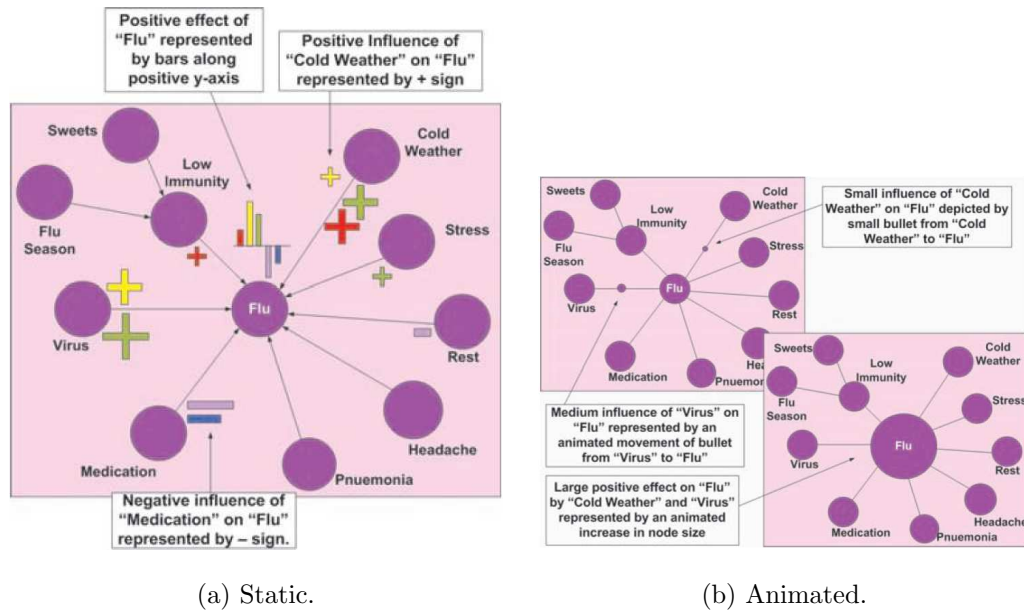 Positive effect of
“Flu” represented
by bars along
positive y-axis
Positive Influence of
“Cold Weather” on “Flu”
represented by + sign
Sweets
Cold
Weather
Low
Immunity
Flu
Season
Stress
Flu
Virus
Rest
Medication
Headache
Pnuemonia
Negative influence of
“Medication” on “Flu”
represented by – sign.
(a) Static.
Sweets
Cold
Weather
Low
Immunity
Flu
Season
Stress
Flu
Virus
Rest
Medication
Pnuemon
Hea
Small influence of “Cold
Weather” on “Flu” depicted by
small bullet from “Cold
Weather” to “Flu”
Medium influence of “Virus” on
“Flu” represented by an
animated movement of bullet
from “Virus” to “Flu”
Large positive effect on “Flu”
by “Cold Weather” and “Virus”
represented by an animated
increase in node size
Sweets
Cold
Weather
Low
Immunity
Flu
Season
Stress
Flu
Virus
Rest
Medication
Headache
Pnuemonia
(b) Animated.